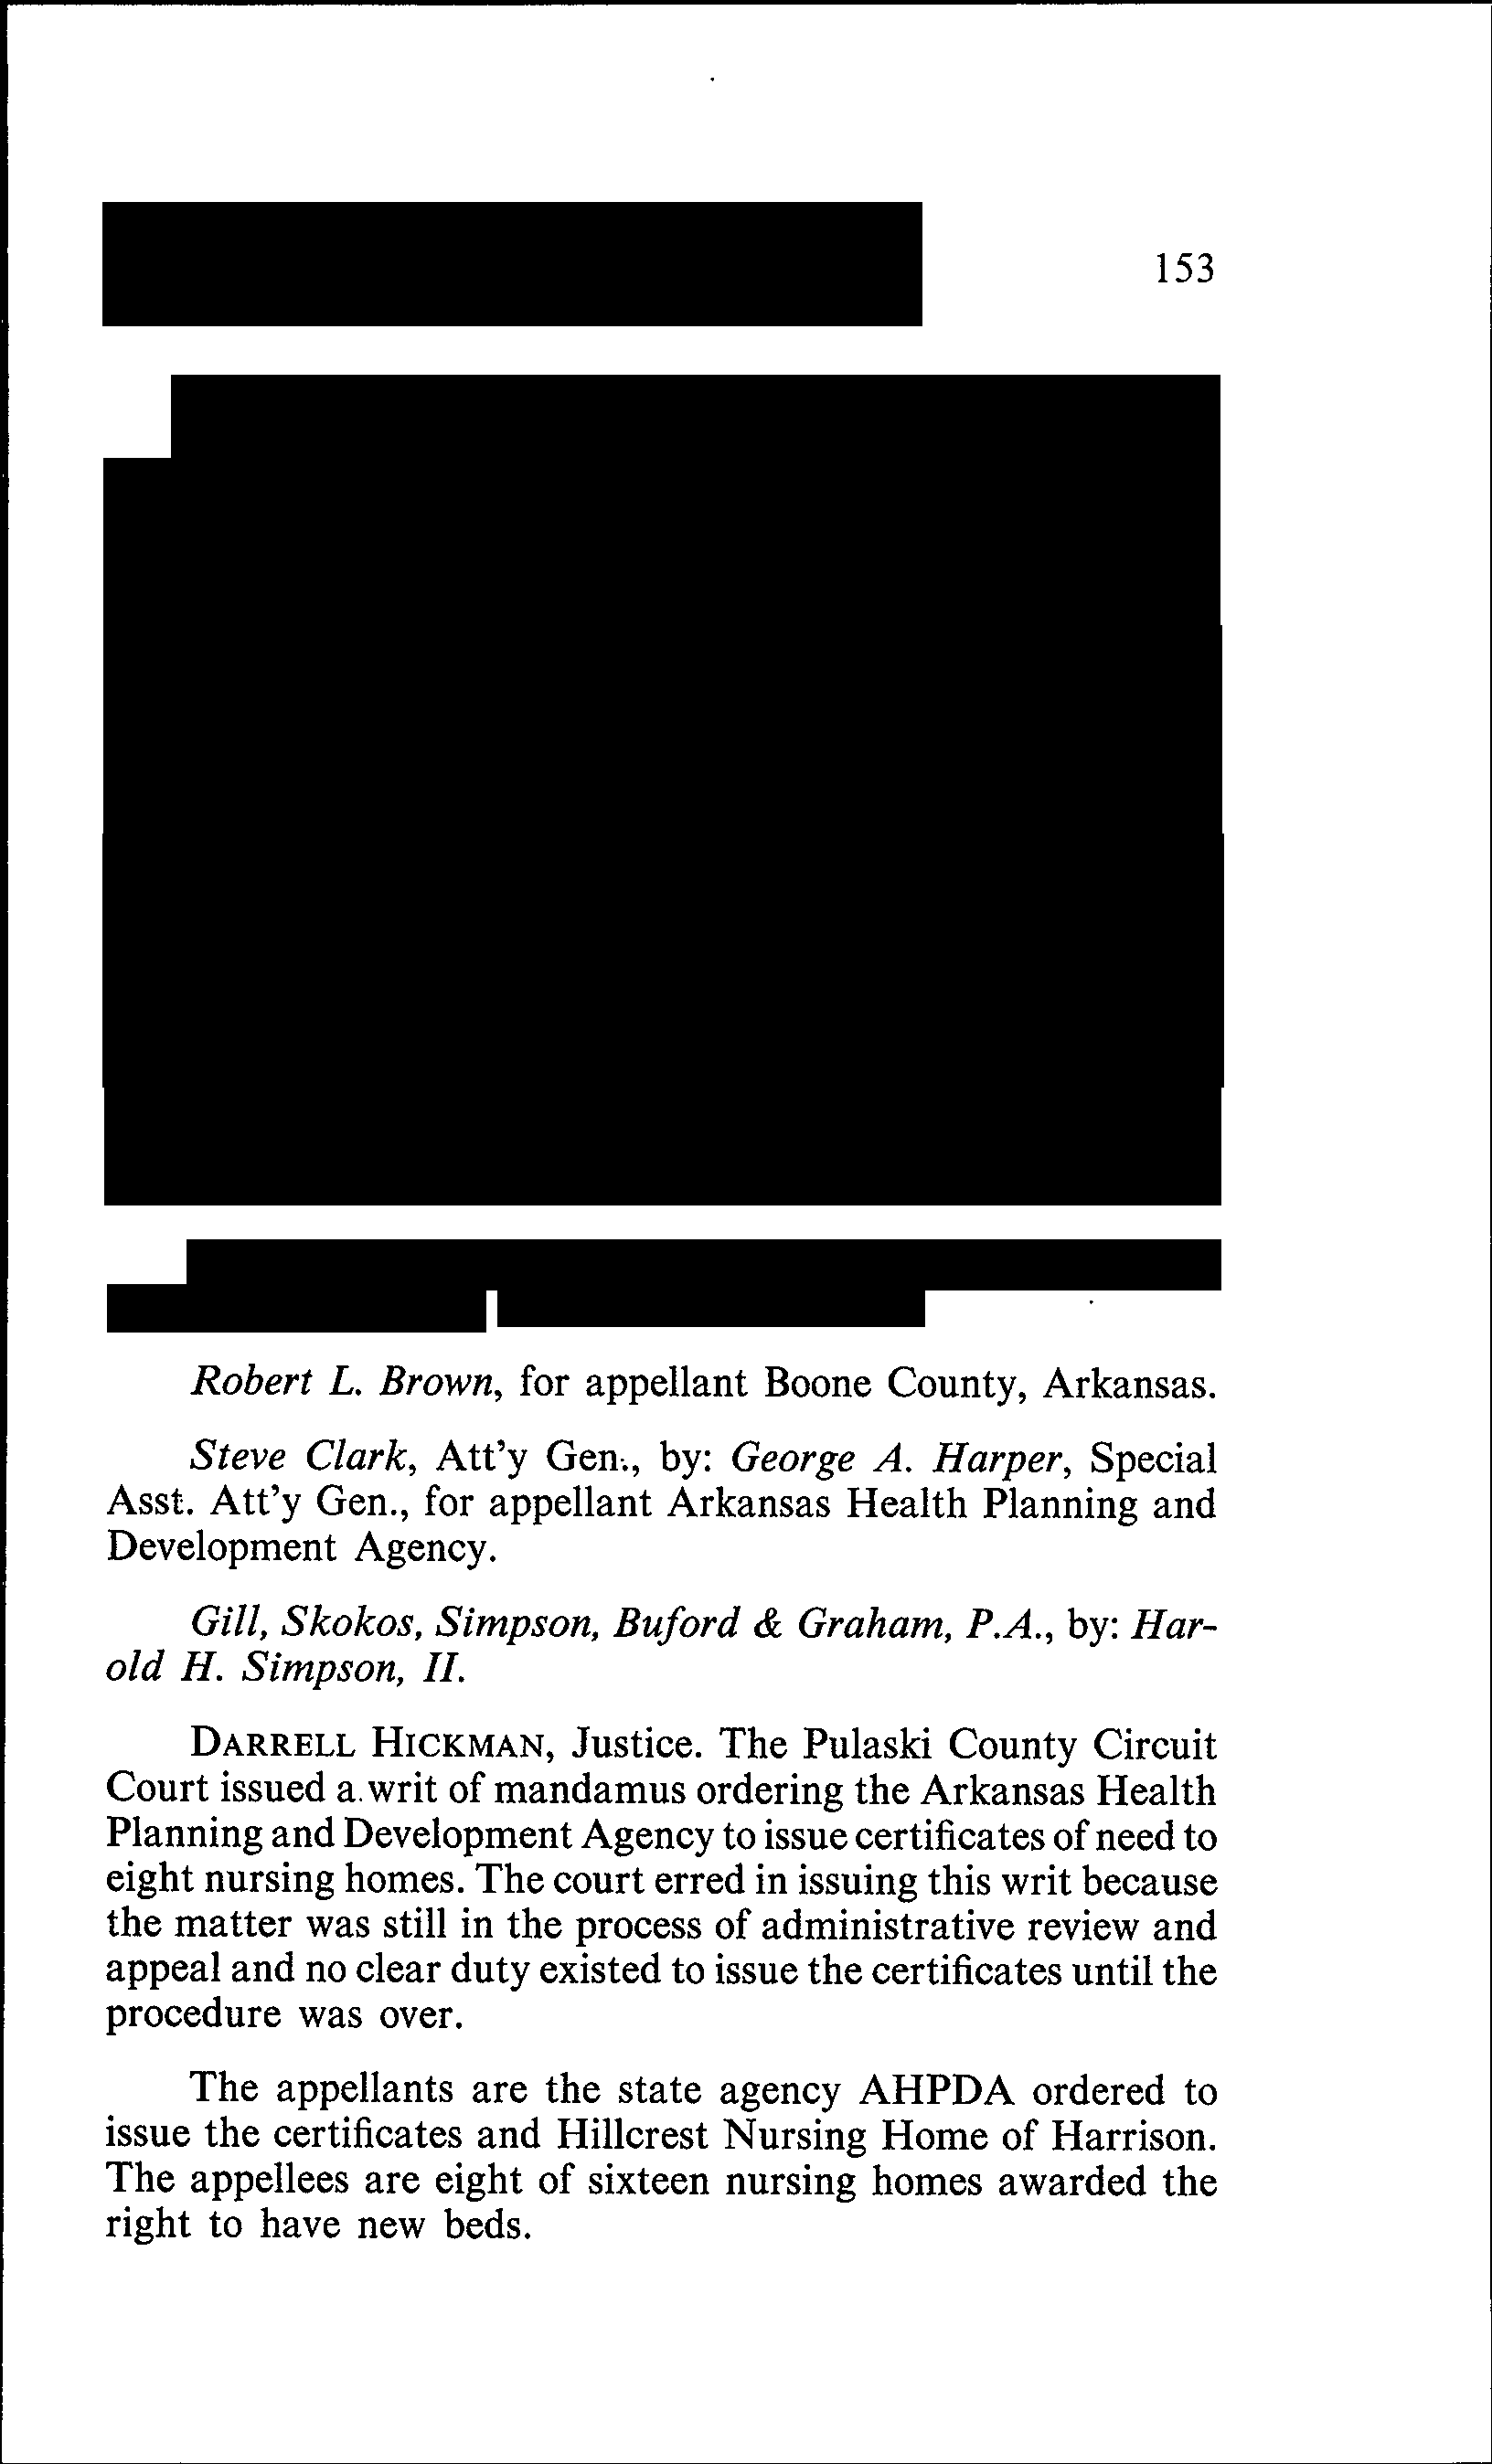 153
Robert L. Brown, for appellant Boone County, Arkansas.
Steve Clark, Att'y Gen., by: George A. Harper, Special
Asst. Att'y Gen., for appellant Arkansas Health Planning and
Development Agency.
Gill, Skokos, Simpson, Buford & Graham, P.A., by: Har-
old H. Simpson, II.
DARRELL HICKMAN, Justice. The Pulaski County Circuit
Court issued a writ of mandamus ordering the Arkansas Health
Planning and Development Agency to issue certificates of need to
eight nursing homes. The court erred in issuing this writ because
the matter was still in the process of administrative review and
appeal and no clear duty existed to issue the certificates until the
procedure was over.
The appellants are the state agency AHPDA ordered to
issue the certificates and Hillcrest Nursing Home of Harrison.
The appellees are eight of sixteen nursing homes awarded the
right to have new beds.